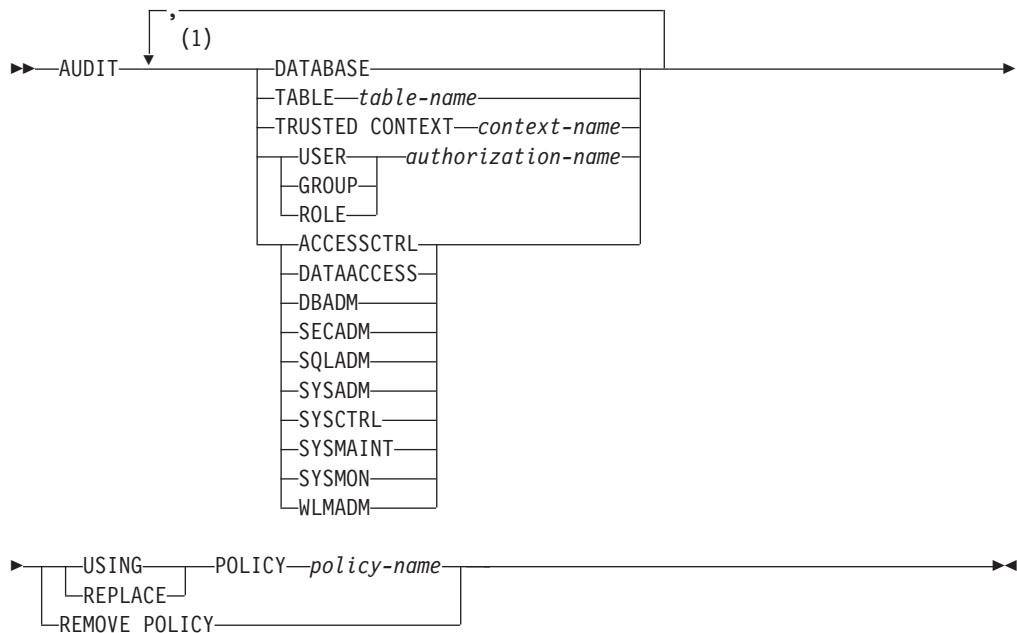 ,
(1)
AUDIT DATABASE
TABLE table-name
TRUSTED CONTEXT context-name
USER authorization-name
GROUP
ROLE
ACCESSCTRL
DATAACCESS
DBADM
SECADM
SQLADM
SYSADM
SYSCTRL
SYSMAINT
SYSMON
WLMADM
USING POLICY policy-name
REPLACE
REMOVE POLICY